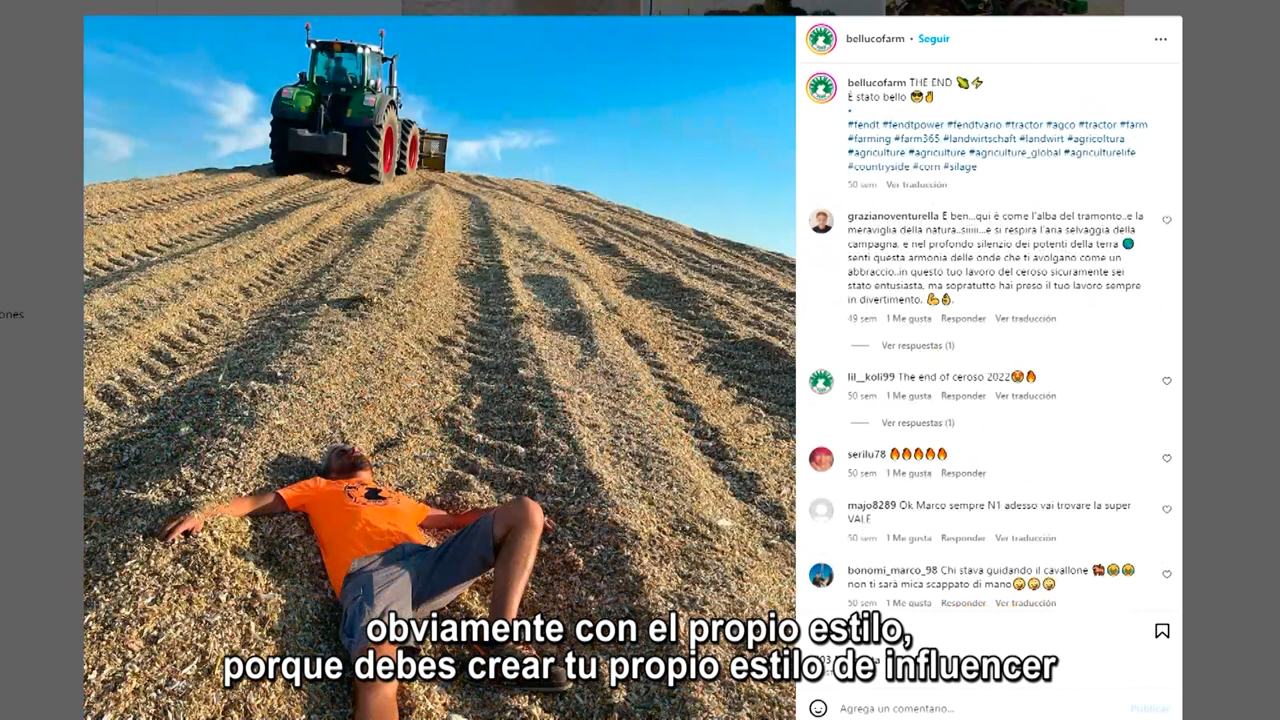 bellucofarm • Seguir
bellucofarm THE END
È stato bello
#fendt #fendtpower #fendtvario #tractor #agco #tractor #farm
#farming #farm365 #landwirtschaft #landwirt #agricoltura
#agriculture #agriculture #agriculture_global #agriculturelife
#countryside #corn #silage
50 sem Ver traducción
grazianoventurella E ben...qui è come l'alba del tramonto..e la
meraviglia della natura..siiiii...e si respira l'aria selvaggia della
campagna, e nel profondo silenzio dei potenti della terra
senti questa armonia delle onde che ti avolgano come un
abbraccio..in questo tuo lavoro del ceroso sicuramente sei
stato entusiasta, ma sopratutto hai preso il tuo lavoro sempre
in divertimento.
49 sem 1 Me gusta Responder Ver traducción
Ver respuestas (1)
lil__koli99 The end of ceroso 2022
50 sem 1 Me gusta Responder Ver traducción
Ver respuestas (1)
serilu78
50 sem 1 Me gusta Responder
majo8289 Ok Marco sempre N1 adesso vai trovare la super
VALE
50 sem 1 Me gusta Responder Ver traducción
bonomi_marco_98 Chi stava guidando il cavallone
non ti sarà mica scappato di mano
50 sem 1 Me gusta Responder Ver traducción
ones
obviamente con el propio estilo,
porque debes crear tu propio estilo de influencer
Agrega un comentario...
Publicar